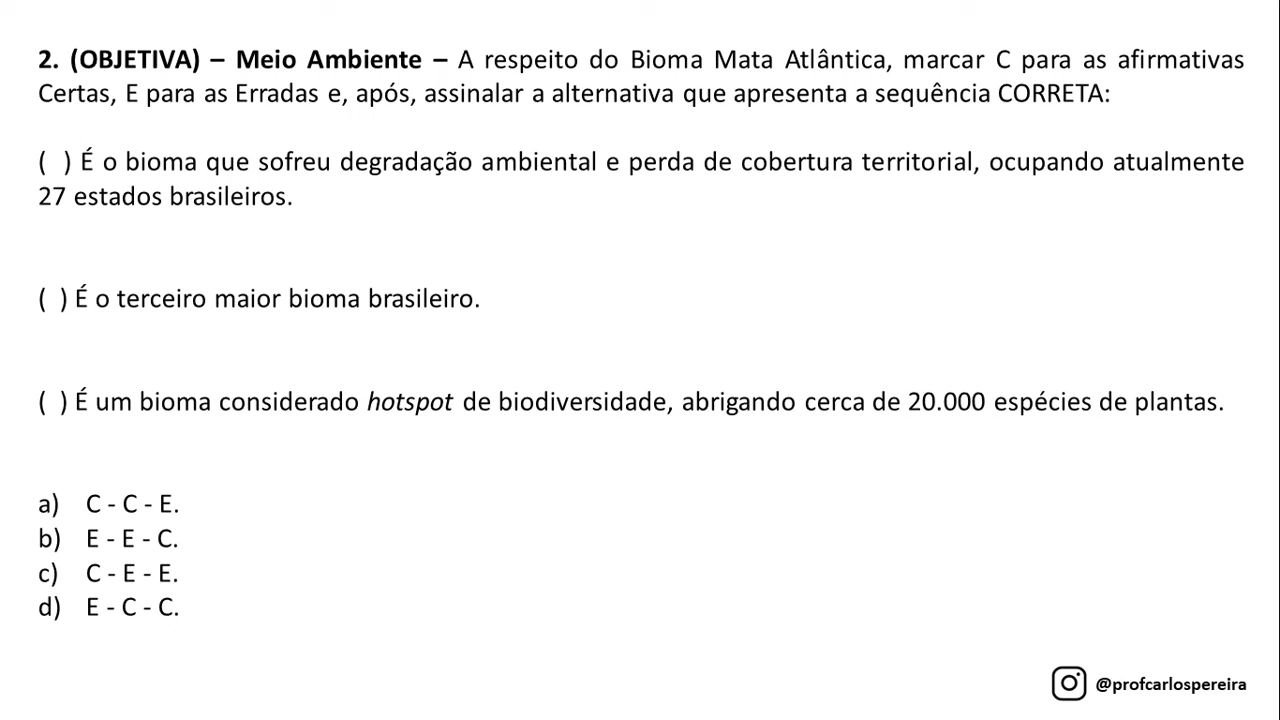 2. (OBJETIVA) – Meio Ambiente – A respeito do Bioma Mata Atlântica, marcar C para as afirmativas
Certas, E para as Erradas e, após, assinalar a alternativa que apresenta a sequência CORRETA:
( ) É o bioma que sofreu degradação ambiental e perda de cobertura territorial, ocupando atualmente
27 estados brasileiros.
( ) É o terceiro maior bioma brasileiro.
( ) É um bioma considerado hotspot de biodiversidade, abrigando cerca de 20.000 espécies de plantas.
a) C - C - E.
b) E - E - C.
c) C - E - E.
d) E - C - C.
@profcarlospereira